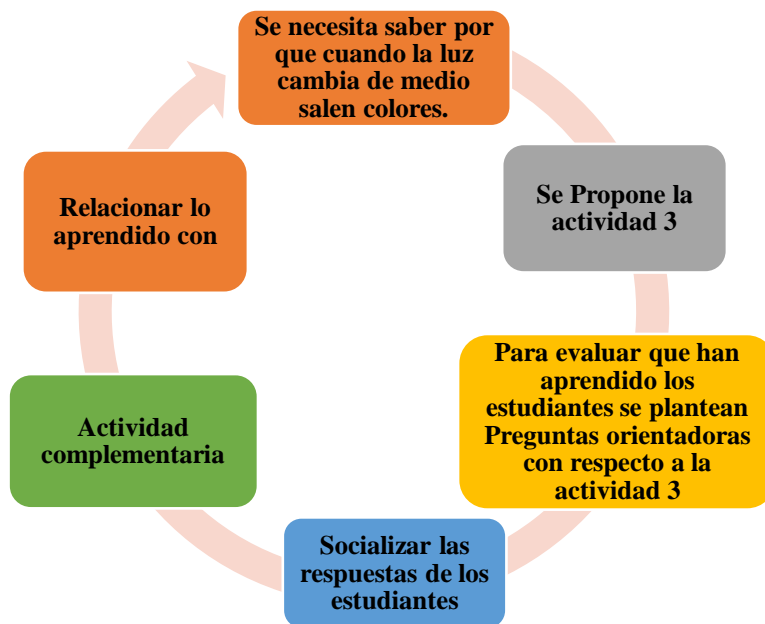 Se necesita saber por
que cuando la luz
cambia de medio
salen colores.
Se Propone la
actividad 3
Para evaluar que han
aprendido los
estudiantes se plantean
Preguntas orientadoras
con respecto a la
actividad 3
Socializar las
respuestas de los
estudiantes
Actividad
complementaria
Relacionar lo
aprendido con